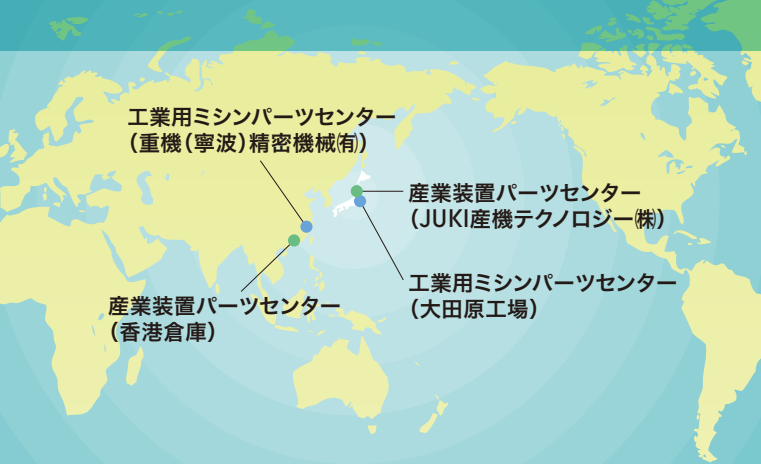 工業用ミシンパーツセンター
（重機（寧波）精密機械㈲）
産業装置パーツセンター
（JUKI産機テクノロジー㈱）
工業用ミシンパーツセンター
（大田原工場）
産業装置パーツセンター
（香港倉庫）